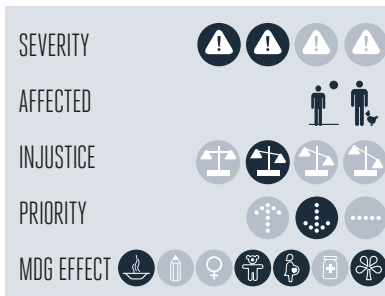 SEVERITY
AFFECTED
INJUSTICE
PRIORITY
MDG EFFECT